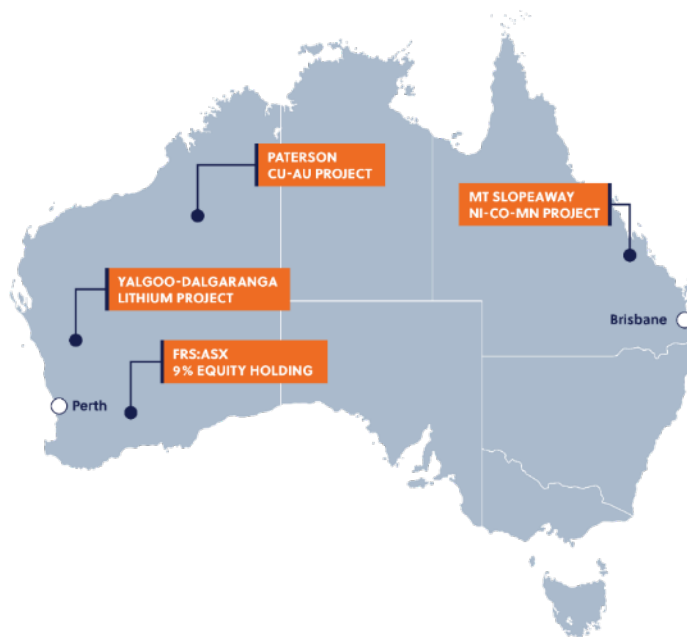 PATERSON
CU-AU PROJECT
MT SLOPEAWAY
NI-CO-MN PROJECT
YALGOO-DALGARANGA
LITHIUM PROJECT
Brisbane
FRS:ASX
9% EQUITY HOLDING
Perth